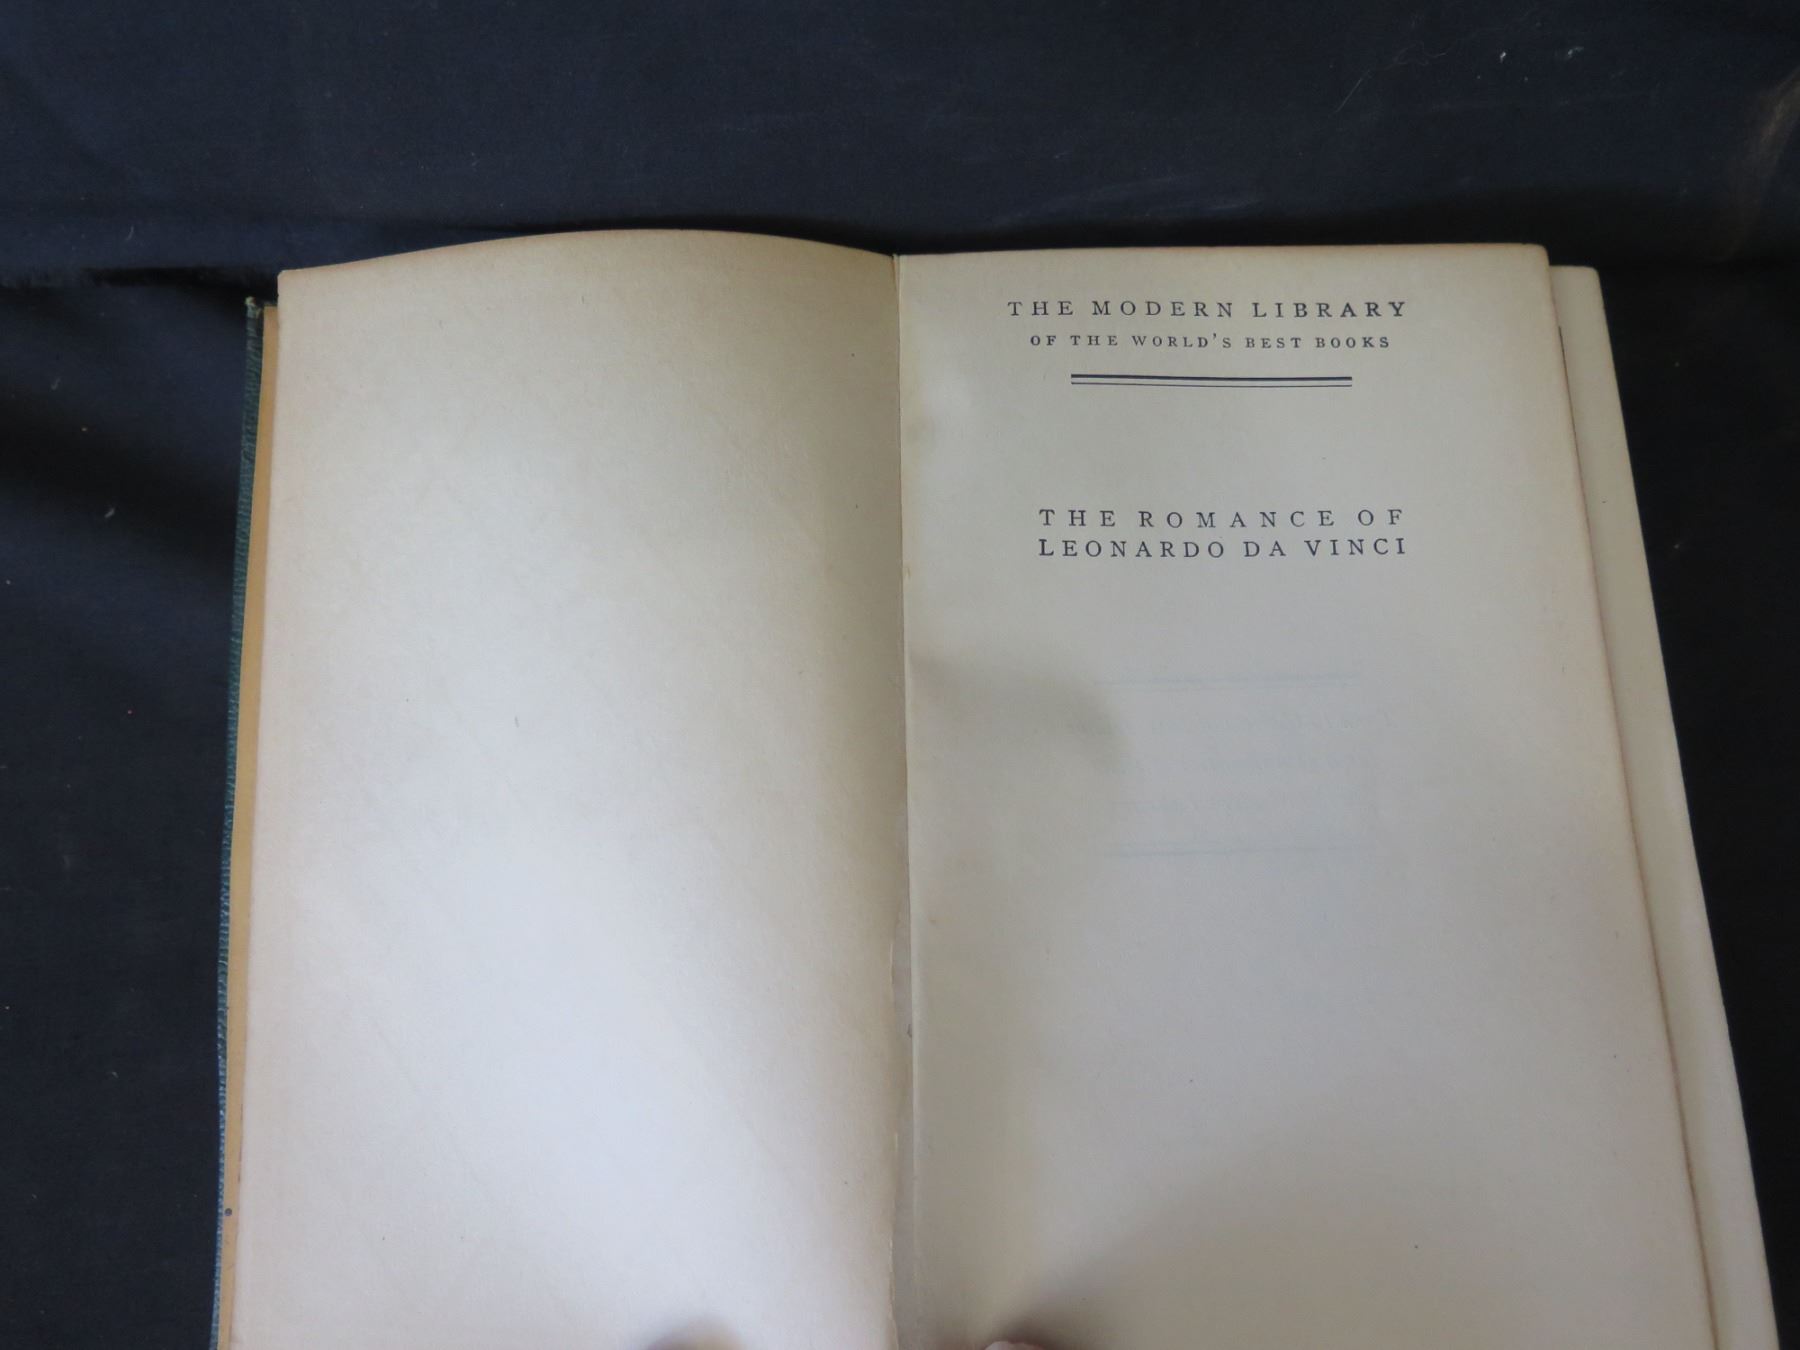 THE MODERN LIBRARY
OF THE WORLD'S BEST BOOKS
THE ROMANCE OF
LEONARDO DA VINCI